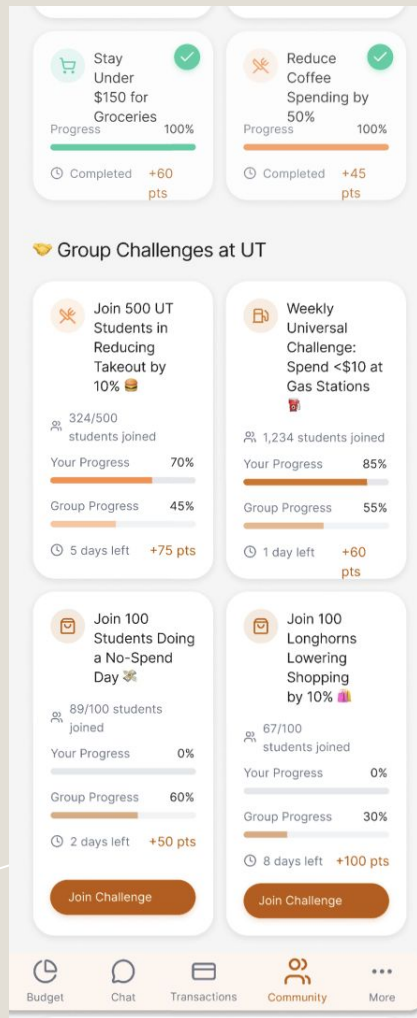 Stay
Under
$150 for
Groceries
Progress 100%
Completed +60
pts
Reduce
Coffee
Spending by
50%
Progress 100%
Completed +45
pts
🤝 Group Challenges at UT
Join 500 UT
Students in
Reducing
Takeout by
10% 🍔
324/500
students joined
Your Progress 70%
Group Progress 45%
5 days left +75 pts
Weekly
Universal
Challenge:
Spend <$10 at
Gas Stations
⛽
1,234 students joined
Your Progress 85%
Group Progress 55%
1 day left +60
pts
Join 100
Students Doing
a No-Spend
Day 💸
89/100 students
joined
Your Progress 0%
Group Progress 60%
2 days left +50 pts
Join Challenge
Join 100
Longhorns
Lowering
Shopping
by 10% 🛍️
67/100
students joined
Your Progress 0%
Group Progress 30%
8 days left +100 pts
Join Challenge
Budget Chat Transactions Community More